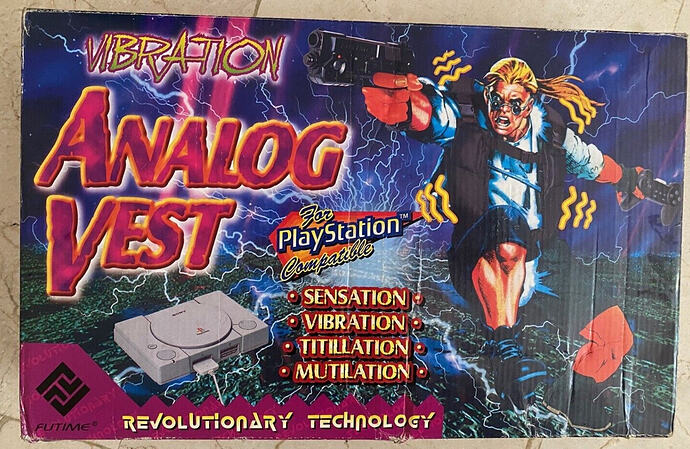 VIBRATION
ANALOG
VEST
For
PlayStation™
Compatible
• SENSATION •
• VIBRATION •
• TITILLATION •
• MUTILATION •
FUTIME®
REVOLUTIONARY TECHNOLOGY